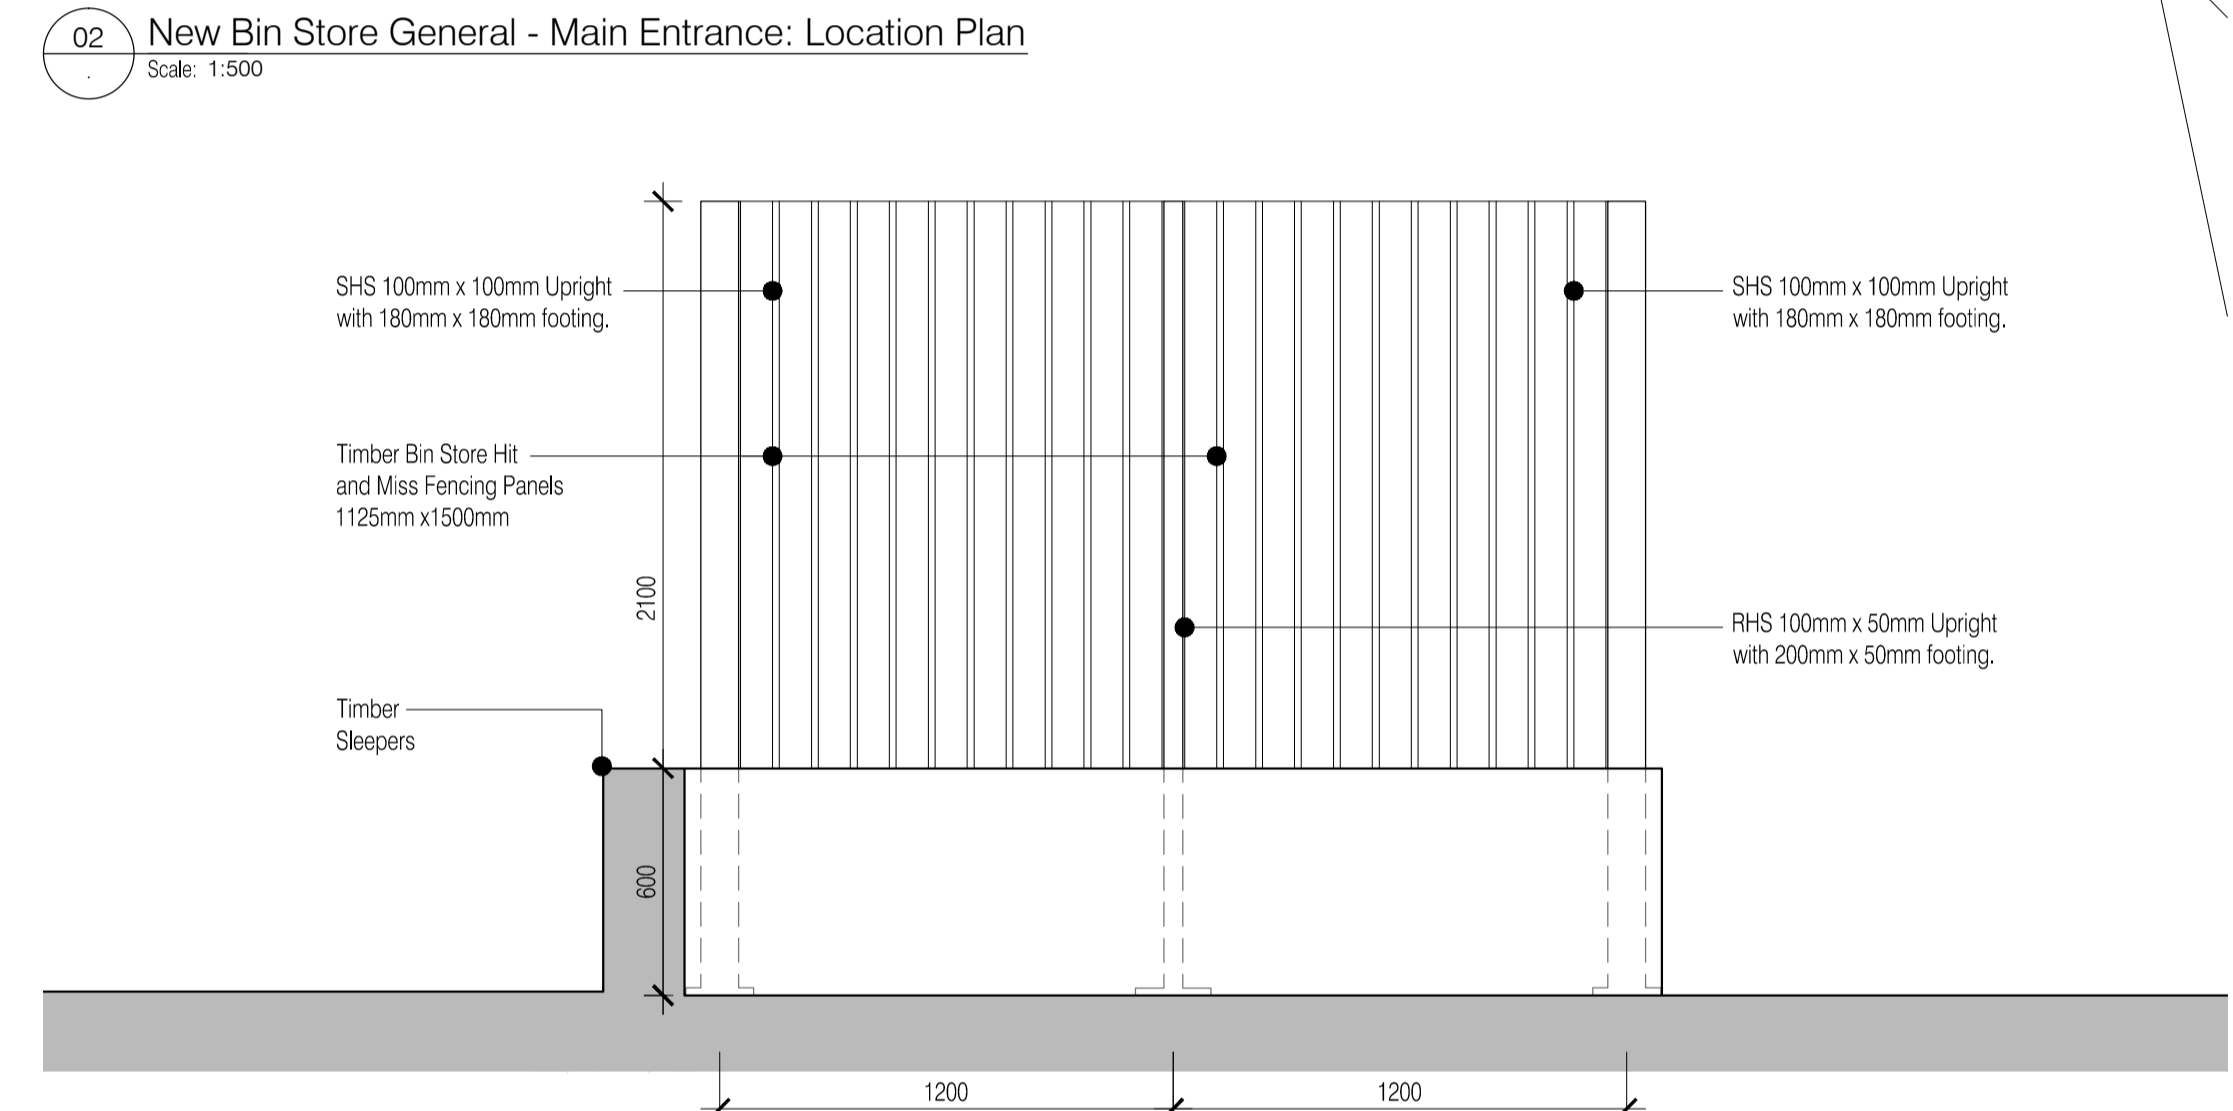 02
New Bin Store General - Main Entrance: Location Plan
Scale: 1:500
SHS 100mm x 100mm Upright
with 180mm x 180mm footing.
SHS 100mm x 100mm Upright
with 180mm x 180mm footing.
Timber Bin Store Hit
and Miss Fencing Panels
1125mm x1500mm
2100
RHS 100mm x 50mm Upright
with 200mm x 50mm footing.
Timber
Sleepers
600
1200
1200